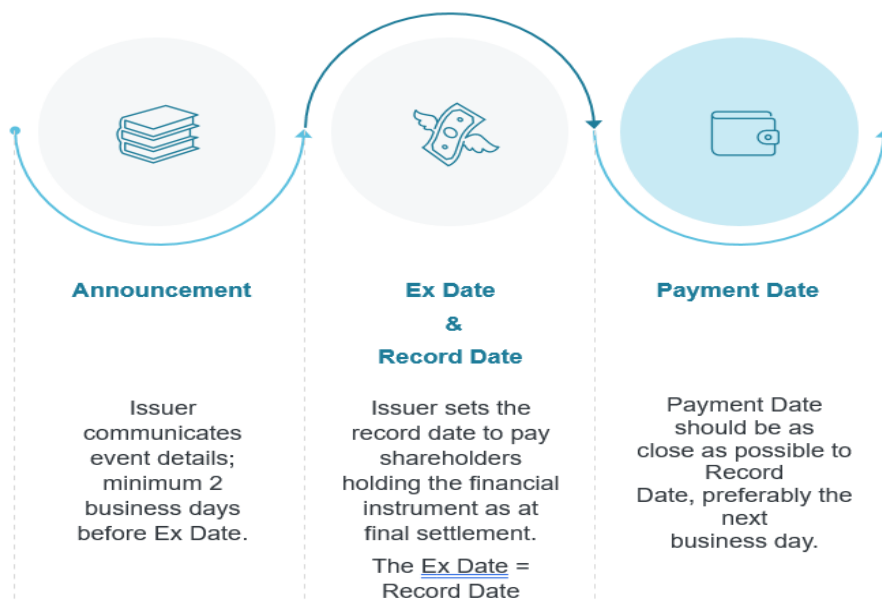 Announcement
Issuer
communicates
event details;
minimum 2
business days
before Ex Date.
Ex Date
&
Record Date
Issuer sets the
record date to pay
shareholders
holding the financial
instrument as at
final settlement.
The Ex Date =
Record Date
Payment Date
Payment Date
should be as
close as possible to
Record
Date, preferably the
next
business day.